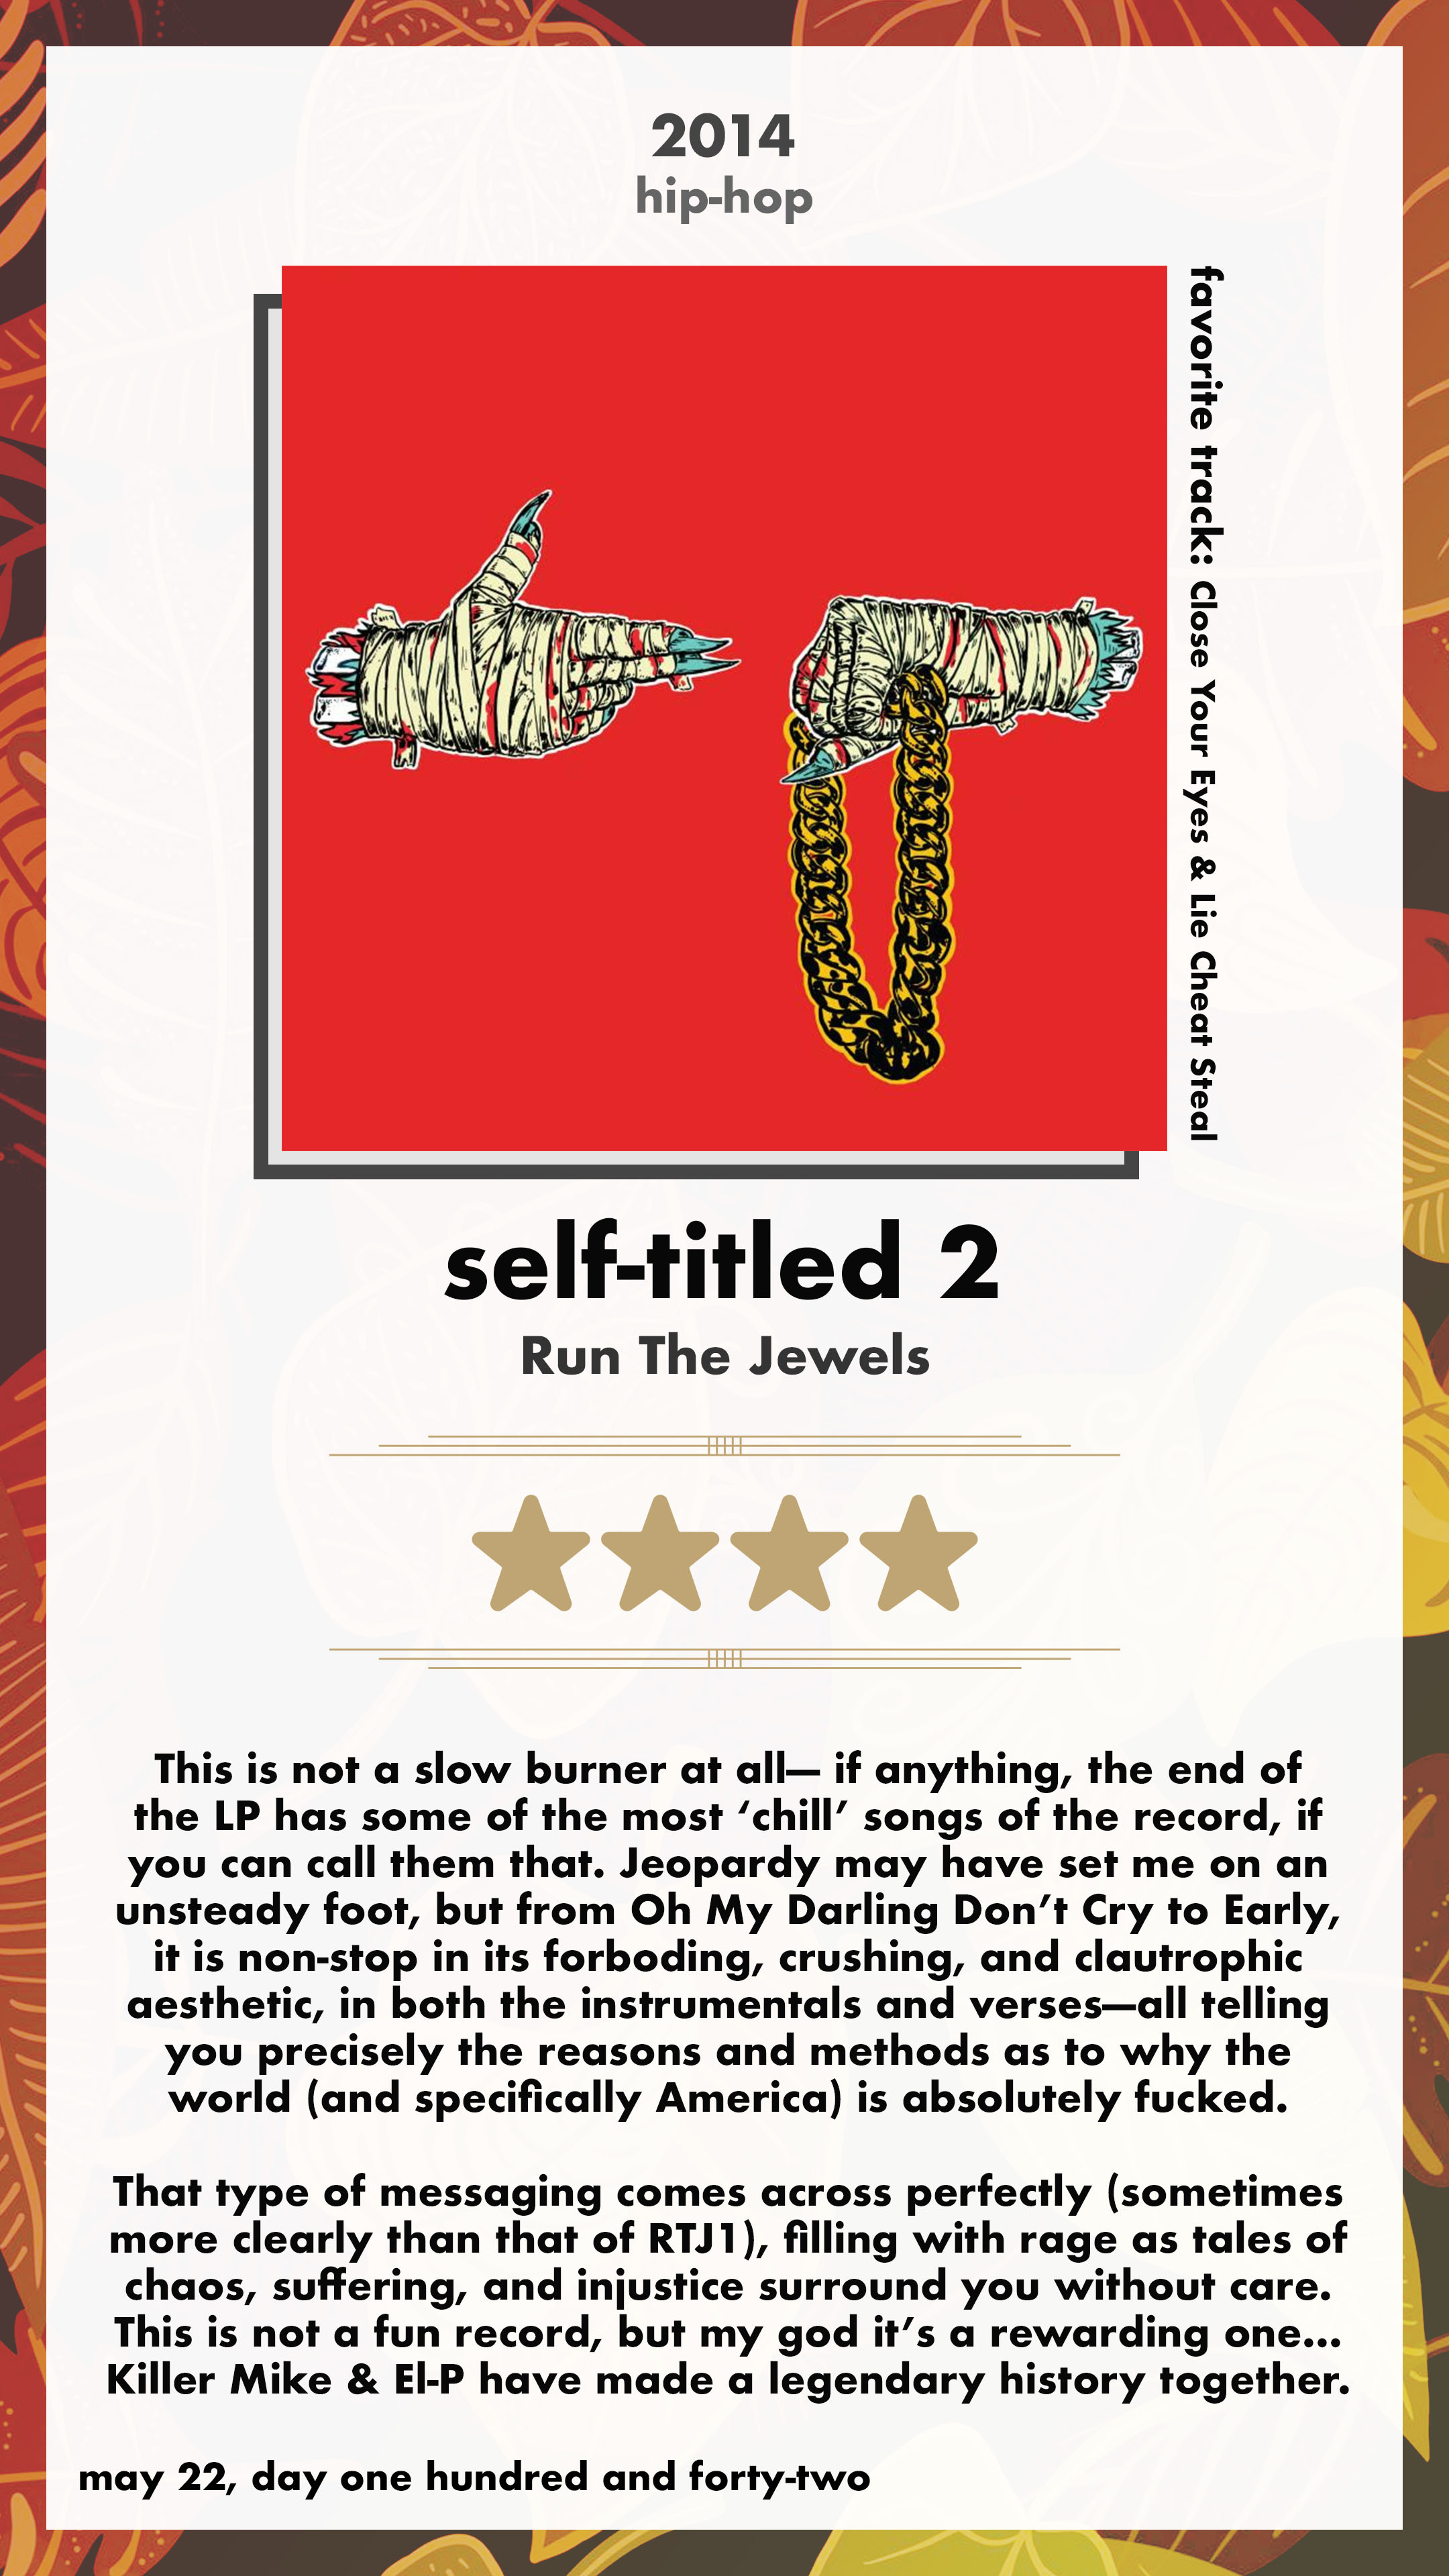 2014
hip-hop
favorite track: Close Your Eyes & Lie Cheat Steal
self-titled 2
Run The Jewels
This is not a slow burner at all— if anything, the end of
the LP has some of the most ‘chill’ songs of the record, if
you can call them that. Jeopardy may have set me on an
unsteady foot, but from Oh My Darling Don’t Cry to Early,
it is non-stop in its forboding, crushing, and clautrophic
aesthetic, in both the instrumentals and verses—all telling
you precisely the reasons and methods as to why the
world (and specifically America) is absolutely fucked.
That type of messaging comes across perfectly (sometimes
more clearly than that of RTJ1), filling with rage as tales of
chaos, suffering, and injustice surround you without care.
This is not a fun record, but my god it’s a rewarding one...
Killer Mike & El-P have made a legendary history together.
may 22, day one hundred and forty-two